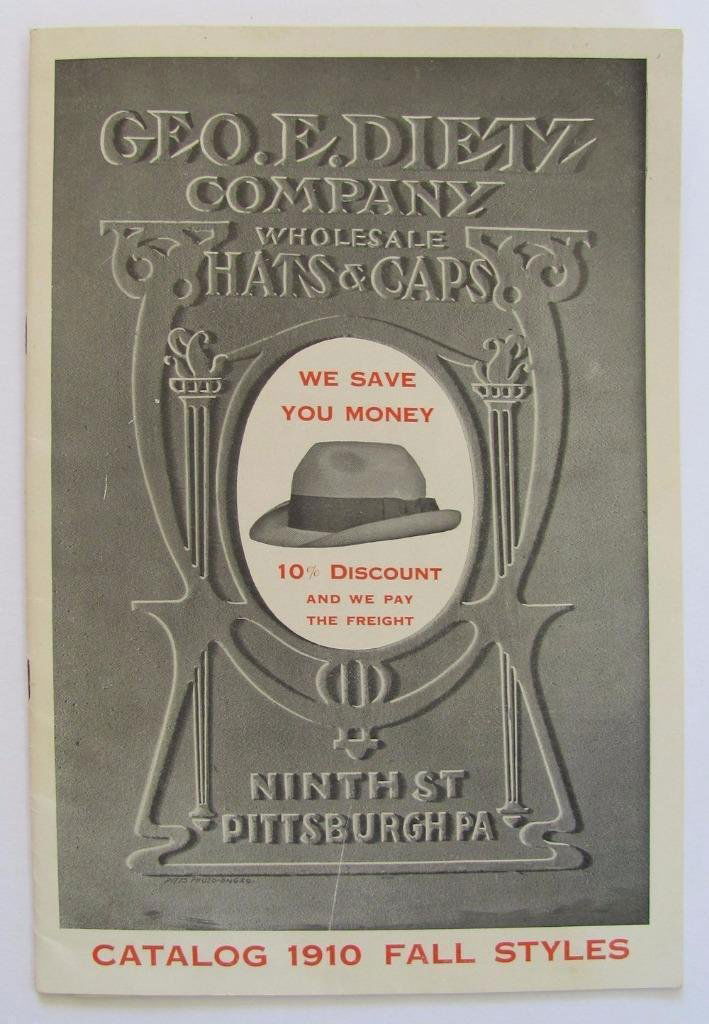 GEO. E. DIETZ
COMPANY
WHOLESALE
HATS & CAPS
WE SAVE
YOU MONEY
10% DISCOUNT
AND WE PAY
THE FREIGHT
NINTH ST
PITTSBURGH PA
CATALOG 1910 FALL STYLES